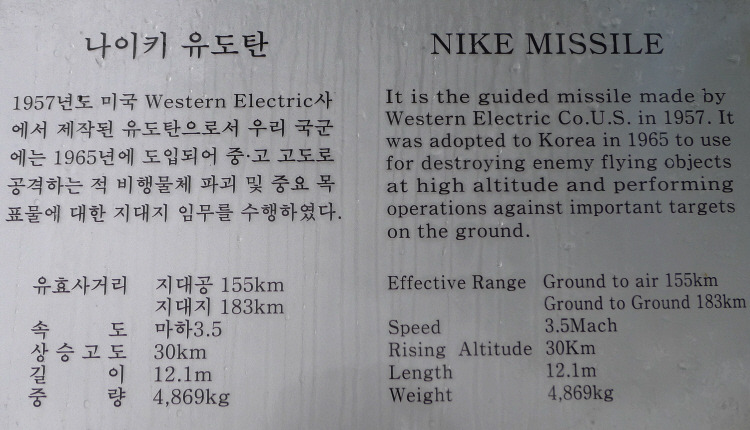 나이키 유도탄
1957년도 미국 Western Electric사
에서 제작된 유도탄으로서 우리 국군
에는 1965년에 도입되어 중·고 고도로
공격하는 적 비행물체 파괴 및 중요 목
표물에 대한 지대지 임무를 수행하였다.
유효사거리 지대공 155km
지대지 183km
속 도 마하3.5
상승고도 30km
길 이 12.1m
중 량 4,869kg
NIKE MISSILE
It is the guided missile made by
Western Electric Co.U.S. in 1957. It
was adopted to Korea in 1965 to use
for destroying enemy flying objects
at high altitude and performing
operations against important targets
on the ground.
Effective Range Ground to air 155km
Ground to Ground 183km
Speed 3.5Mach
Rising Altitude 30Km
Length 12.1m
Weight 4,869kg